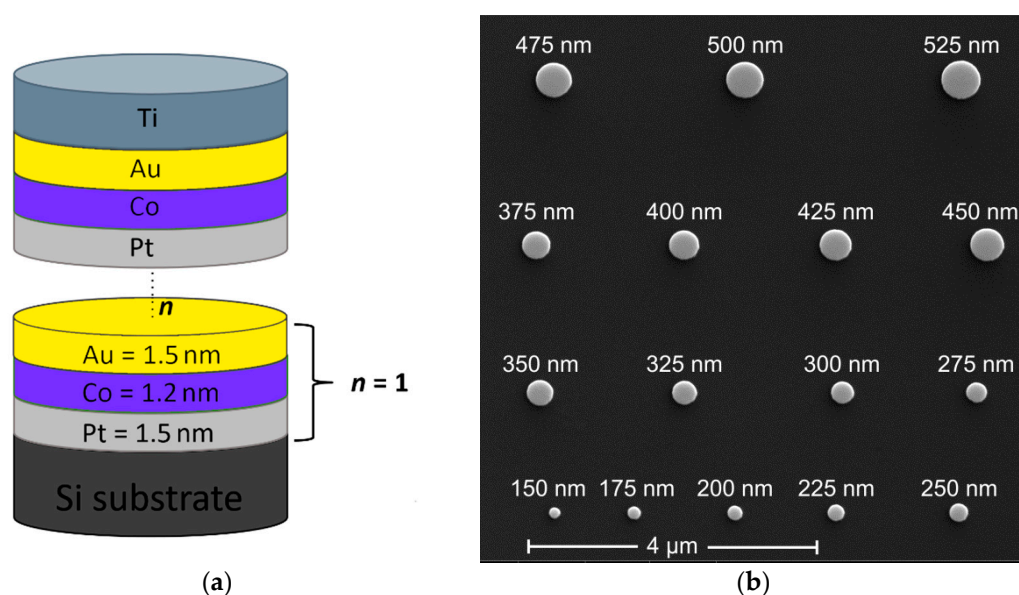 Ti
Au
Co
Pt
n
Au = 1.5 nm
Co = 1.2 nm
Pt = 1.5 nm
n = 1
Si substrate
(a)
475 nm 500 nm 525 nm
375 nm 400 nm 425 nm 450 nm
350 nm 325 nm 300 nm 275 nm
150 nm 175 nm 200 nm 225 nm 250 nm
4 µm
(b)